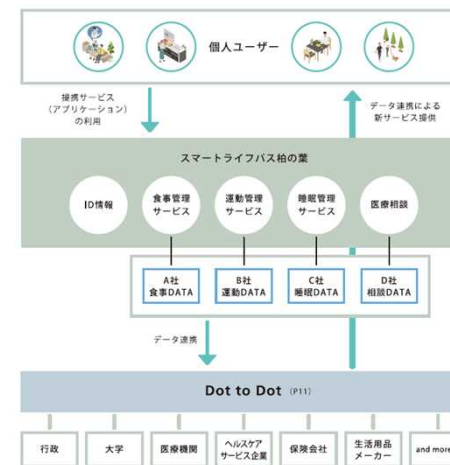 個人ユーザー
提携サービス
（アプリケーション）
の利用
データ連携による
新サービス提供
スマートライフパス柏の葉
ID情報
食事管理
サービス
運動管理
サービス
睡眠管理
サービス
医療相談
A社
食事DATA
B社
運動DATA
C社
睡眠DATA
D社
相談DATA
データ連携
Dot to Dot (P11)
行政
大学
医療機関
ヘルスケア
サービス企業
保険会社
生活用品
メーカー
and more